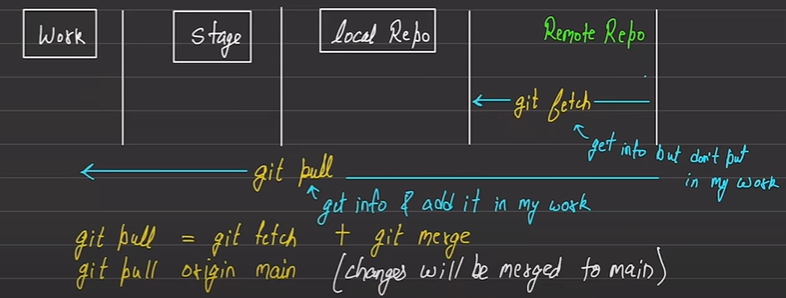 Work Stage local Repo Remote Repo
git fetch
get info but don't put
in my work
git pull
get info & add it in my work
git pull = git fetch + git merge
git pull origin main (changes will be merged to main)